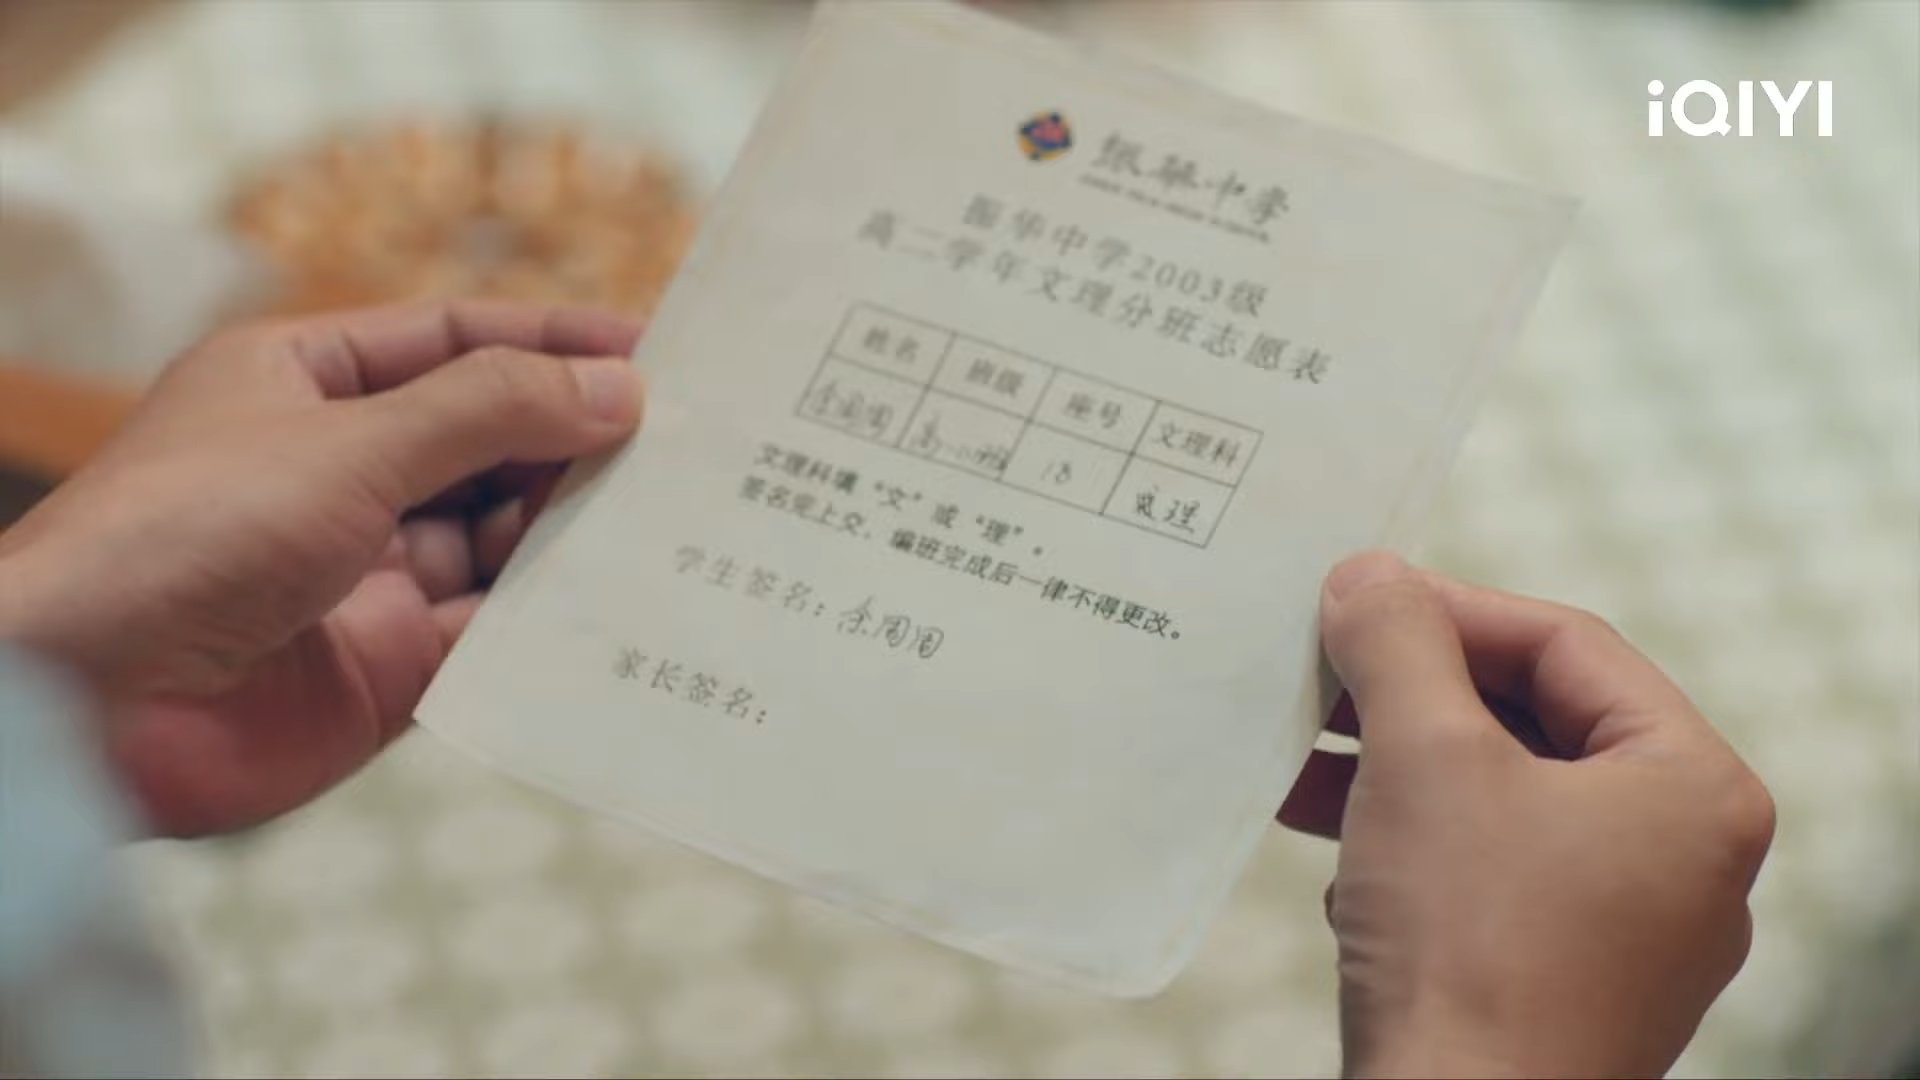 iQIYI
振华中学
振华中学2003级
高二学年文理分班志愿表
姓名 班级 座号 文理科
余周周 18 理
文理科填“文”或“理”。
签名完上交，编班完成后一律不得更改。
学生签名：余周周
家长签名：